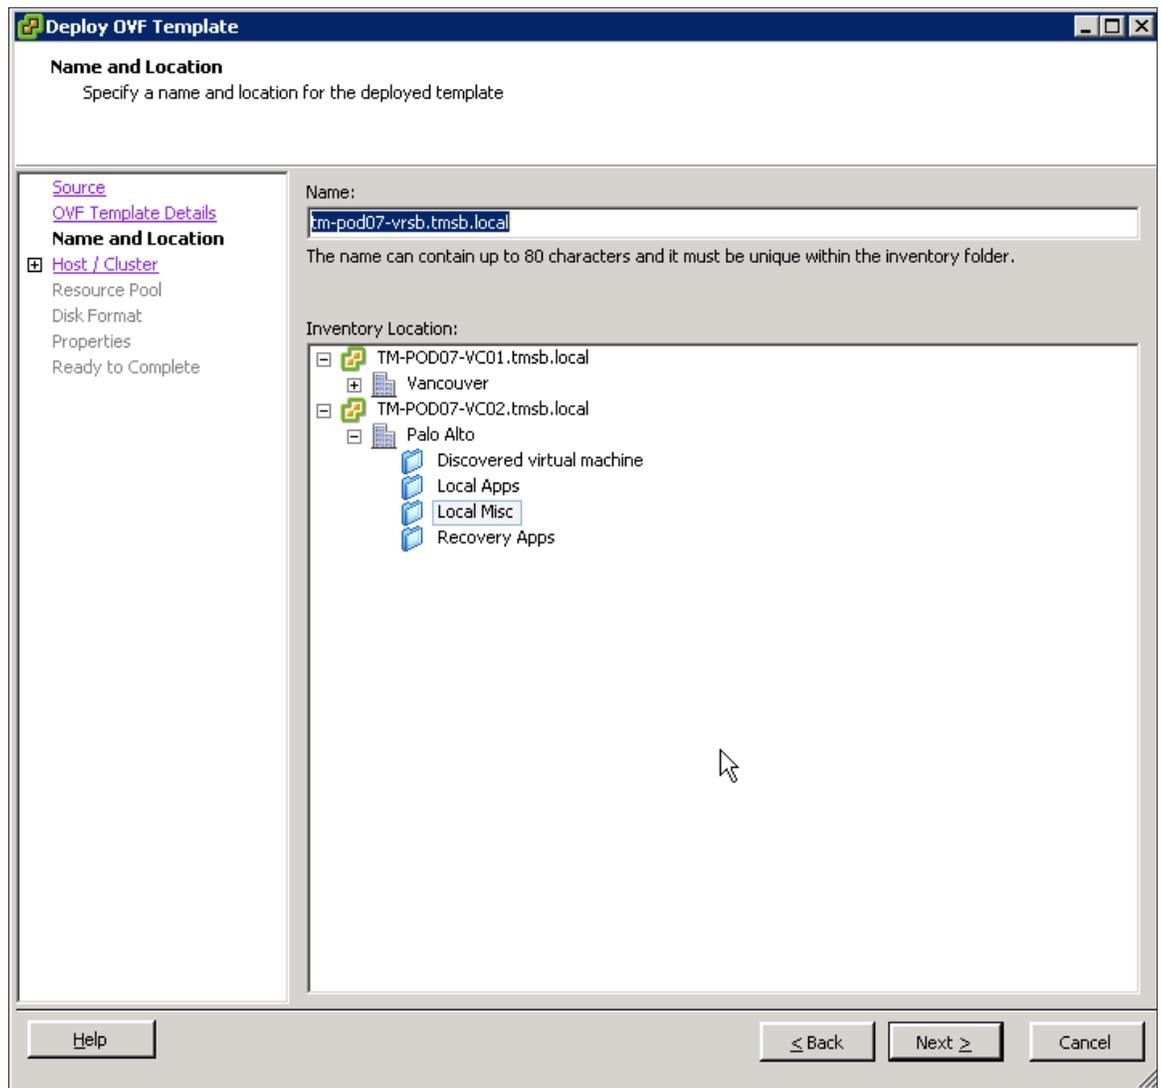 Deploy OVF Template
Name and Location
Specify a name and location for the deployed template
Source
OVF Template Details
Name and Location
Host / Cluster
Resource Pool
Disk Format
Properties
Ready to Complete
Name:
tm-pod07-vrsb.tmsb.local
The name can contain up to 80 characters and it must be unique within the inventory folder.
Inventory Location:
TM-POD07-VC01.tmsb.local
Vancouver
TM-POD07-VC02.tmsb.local
Palo Alto
Discovered virtual machine
Local Apps
Local Misc
Recovery Apps
Help
< Back
Next >
Cancel